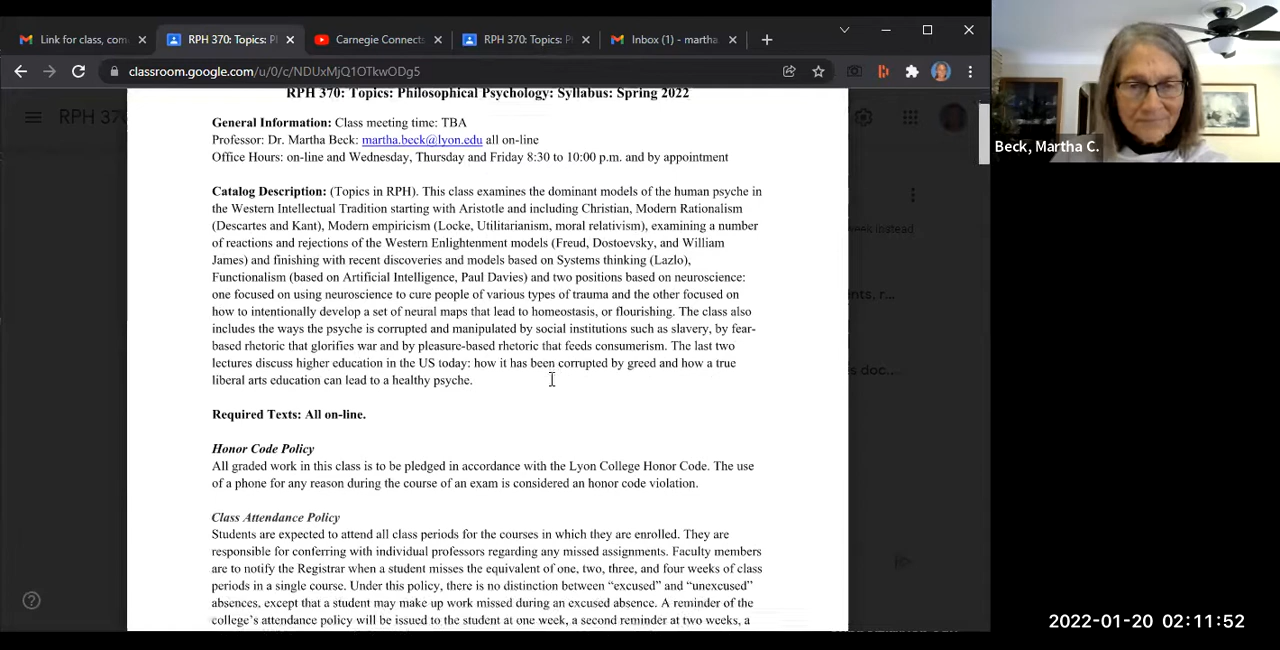 Link for class, com
RPH 370: Topics: P
Carnegie Connects
RPH 370: Topics: P
Inbox (1) - martha
classroom.google.com/u/0/c/NDUxMjQ1OTkwODg5
RPH 370
RPH 370: Topics: Philosophical Psychology: Syllabus: Spring 2022
General Information: Class meeting time: TBA
Professor: Dr. Martha Beck: martha.beck@lyon.edu all on-line
Office Hours: on-line and Wednesday, Thursday and Friday 8:30 to 10:00 p.m. and by appointment
Catalog Description: (Topics in RPH). This class examines the dominant models of the human psyche in
the Western Intellectual Tradition starting with Aristotle and including Christian, Modern Rationalism
(Descartes and Kant), Modern empiricism (Locke, Utilitarianism, moral relativism), examining a number
of reactions and rejections of the Western Enlightenment models (Freud, Dostoevsky, and William
James) and finishing with recent discoveries and models based on Systems thinking (Lazlo),
Functionalism (based on Artificial Intelligence, Paul Davies) and two positions based on neuroscience:
one focused on using neuroscience to cure people of various types of trauma and the other focused on
how to intentionally develop a set of neural maps that lead to homeostasis, or flourishing. The class also
includes the ways the psyche is corrupted and manipulated by social institutions such as slavery, by fear-
based rhetoric that glorifies war and by pleasure-based rhetoric that feeds consumerism. The last two
lectures discuss higher education in the US today: how it has been corrupted by greed and how a true
liberal arts education can lead to a healthy psyche.
Required Texts: All on-line.
Honor Code Policy
All graded work in this class is to be pledged in accordance with the Lyon College Honor Code. The use
of a phone for any reason during the course of an exam is considered an honor code violation.
Class Attendance Policy
Students are expected to attend all class periods for the courses in which they are enrolled. They are
responsible for conferring with individual professors regarding any missed assignments. Faculty members
are to notify the Registrar when a student misses the equivalent of one, two, three, and four weeks of class
periods in a single course. Under this policy, there is no distinction between “excused” and “unexcused”
absences, except that a student may make up work missed during an excused absence. A reminder of the
college’s attendance policy will be issued to the student at one week, a second reminder at two weeks, a
week instead
ents, r...
s doc...
Beck, Martha C.
2022-01-20 02:11:52